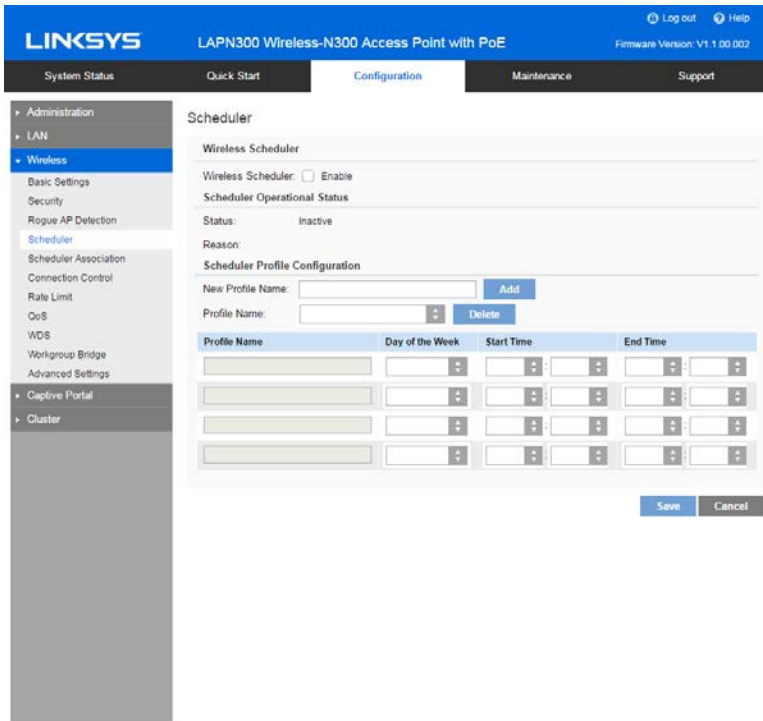 Log out Help
LINKSYS
LAPN300 Wireless-N300 Access Point with PoE
Firmware Version: V1.1.00.002
System Status Quick Start Configuration Maintenance Support
Administration
LAN
Wireless
Basic Settings
Security
Rogue AP Detection
Scheduler
Scheduler Association
Connection Control
Rate Limit
QoS
WDS
Workgroup Bridge
Advanced Settings
Captive Portal
Cluster
Scheduler
Wireless Scheduler
Wireless Scheduler: Enable
Scheduler Operational Status
Status: Inactive
Reason:
Scheduler Profile Configuration
New Profile Name: Add
Profile Name: Delete
Profile Name Day of the Week Start Time End Time
: :
: :
: :
: :
Save Cancel